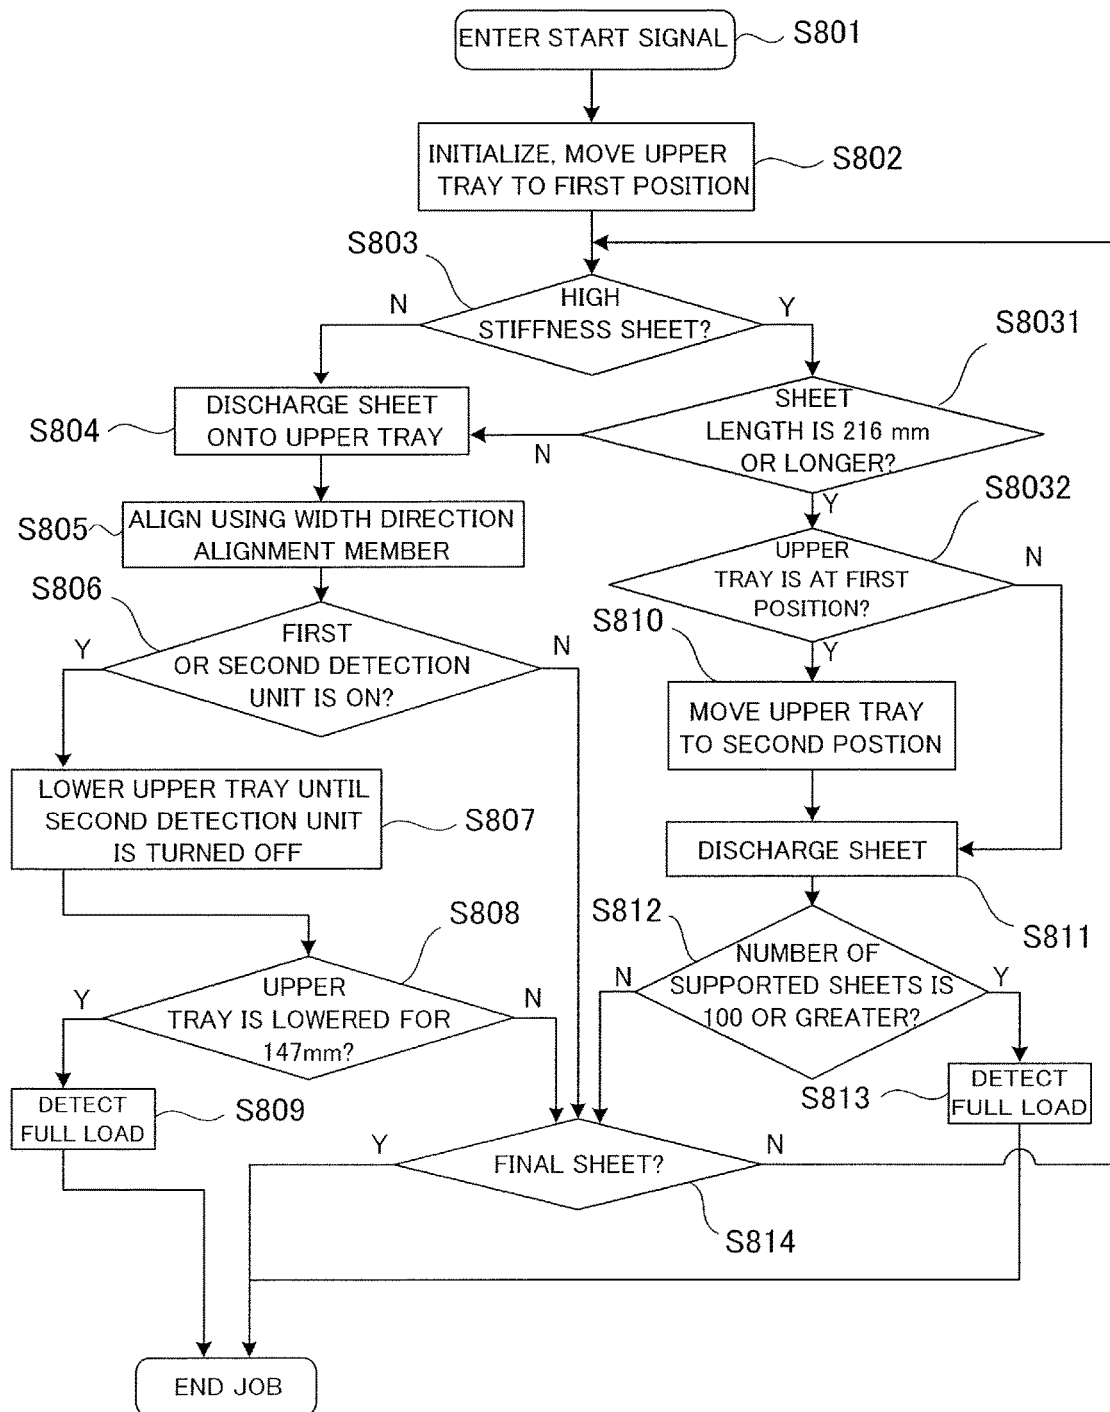 ENTER START SIGNAL
S801
INITIALIZE, MOVE UPPER
TRAY TO FIRST POSITION
S802
S803
HIGH
STIFFNESS SHEET?
N
Y
S8031
SHEET
LENGTH IS 216 mm
OR LONGER?
N
Y
S804
DISCHARGE SHEET
ONTO UPPER TRAY
S805
ALIGN USING WIDTH DIRECTION
ALIGNMENT MEMBER
S8032
UPPER
TRAY IS AT FIRST
POSITION?
N
Y
S806
FIRST
OR SECOND DETECTION
UNIT IS ON?
Y
N
S810
MOVE UPPER TRAY
TO SECOND POSTION
LOWER UPPER TRAY UNTIL
SECOND DETECTION UNIT
IS TURNED OFF
S807
DISCHARGE SHEET
S811
S808
UPPER
TRAY IS LOWERED FOR
147mm?
Y
N
S812
NUMBER OF
SUPPORTED SHEETS IS
100 OR GREATER?
N
Y
DETECT
FULL LOAD
S809
S813
DETECT
FULL LOAD
FINAL SHEET?
Y
N
S814
END JOB